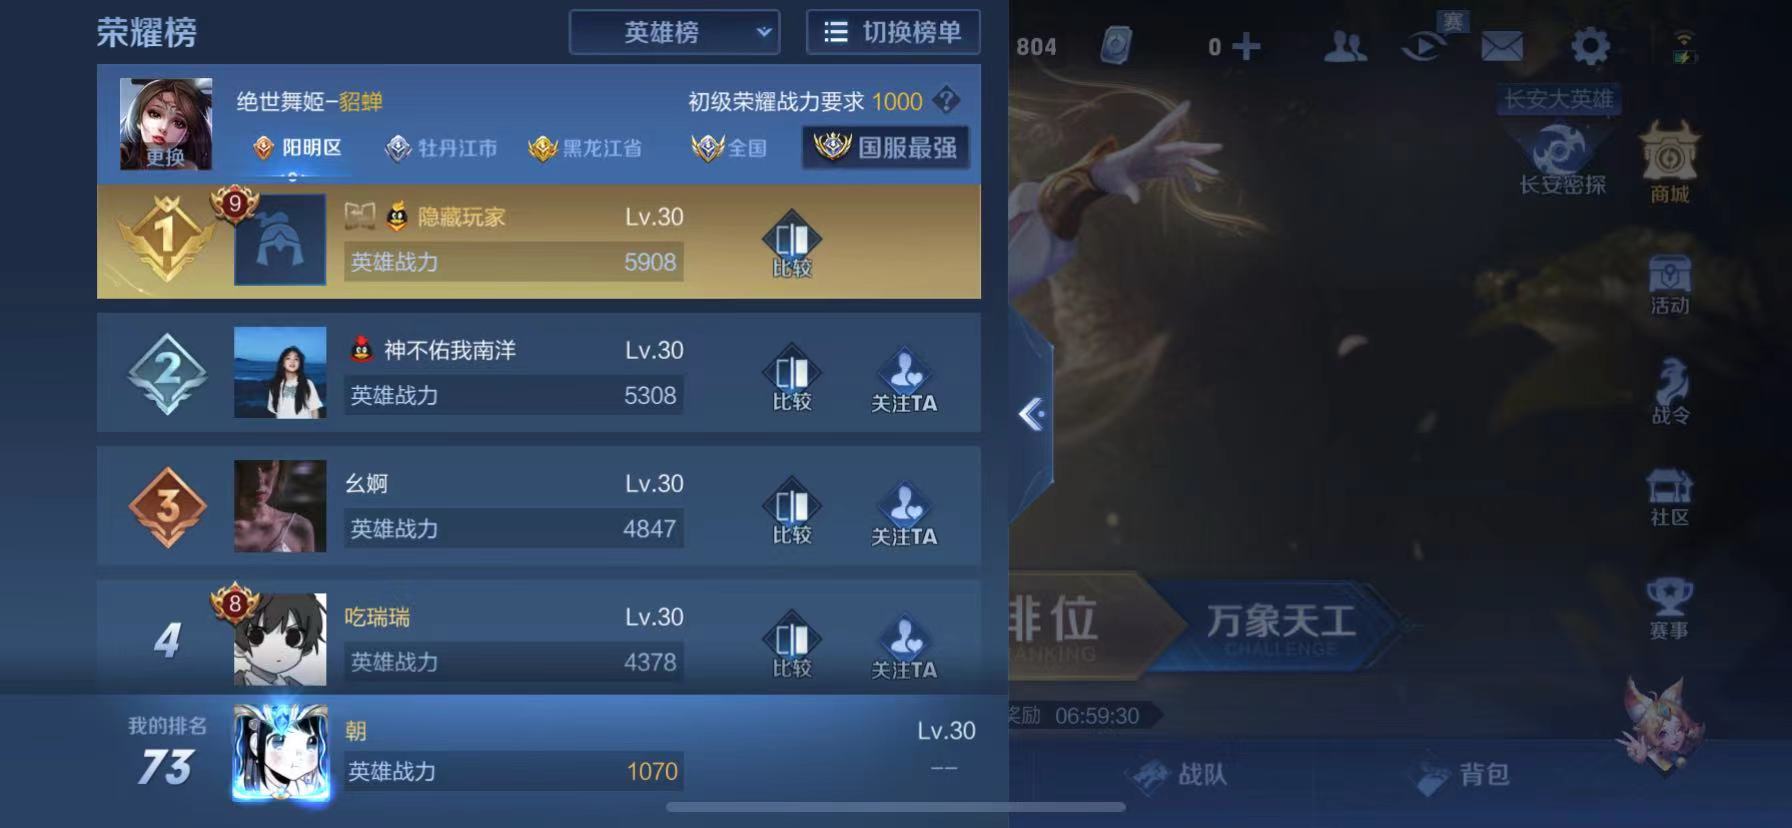 荣耀榜
英雄榜
切换榜单
804
0
赛
绝世舞姬-貂蝉
初级荣耀战力要求 1000 ?
更换
阳明区
牡丹江市
黑龙江省
全国
国服最强
长安大英雄
长安密探
商城
1
9
隐藏玩家
Lv.30
英雄战力
5908
比较
活动
2
神不佑我南洋
Lv.30
英雄战力
5308
比较
关注TA
战令
3
幺婀
Lv.30
英雄战力
4847
比较
关注TA
社区
4
8
吃瑞瑞
Lv.30
英雄战力
4378
比较
关注TA
排位
RANKING
万象天工
CHALLENGE
赛事
奖励 06:59:30
我的排名
73
朝
Lv.30
英雄战力
1070
--
战队
背包